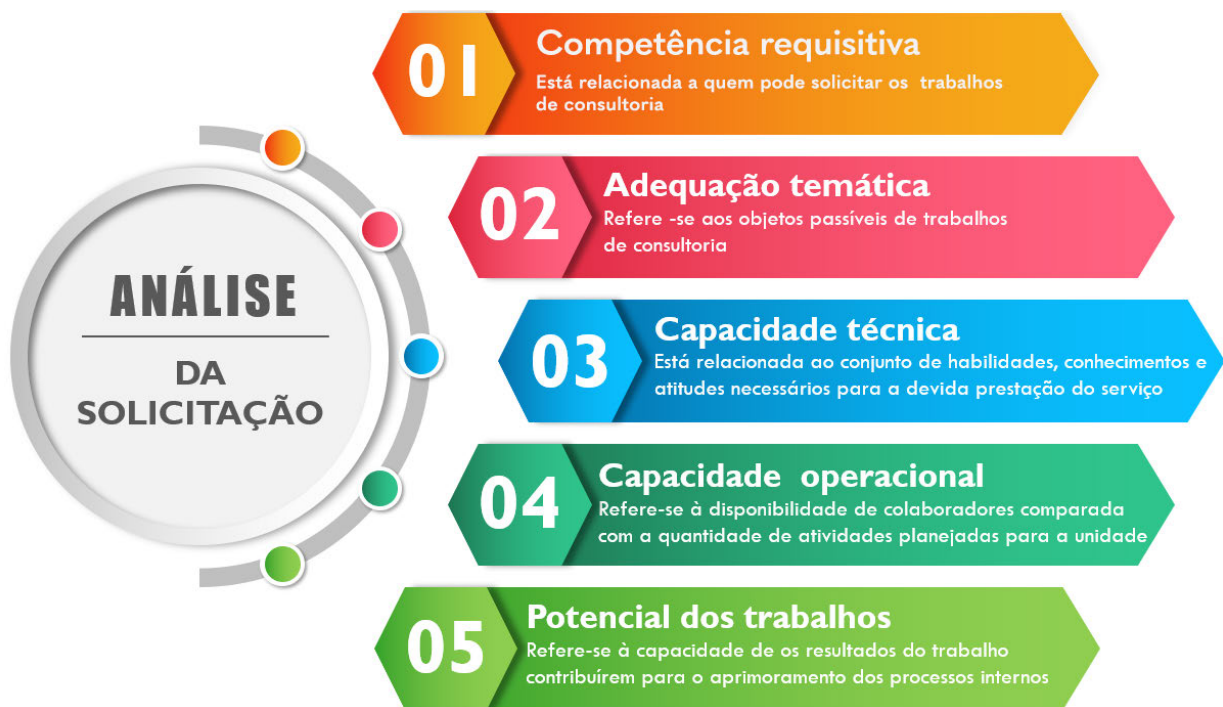 ANÁLISE
DA
SOLICITAÇÃO
01
Competência requisitiva
Está relacionada a quem pode solicitar os trabalhos
de consultoria
02
Adequação temática
Refere -se aos objetos passíveis de trabalhos
de consultoria
03
Capacidade técnica
Está relacionada ao conjunto de habilidades, conhecimentos e
atitudes necessários para a devida prestação do serviço
04
Capacidade operacional
Refere-se à disponibilidade de colaboradores comparada
com a quantidade de atividades planejadas para a unidade
05
Potencial dos trabalhos
Refere-se à capacidade de os resultados do trabalho
contribuírem para o aprimoramento dos processos internos